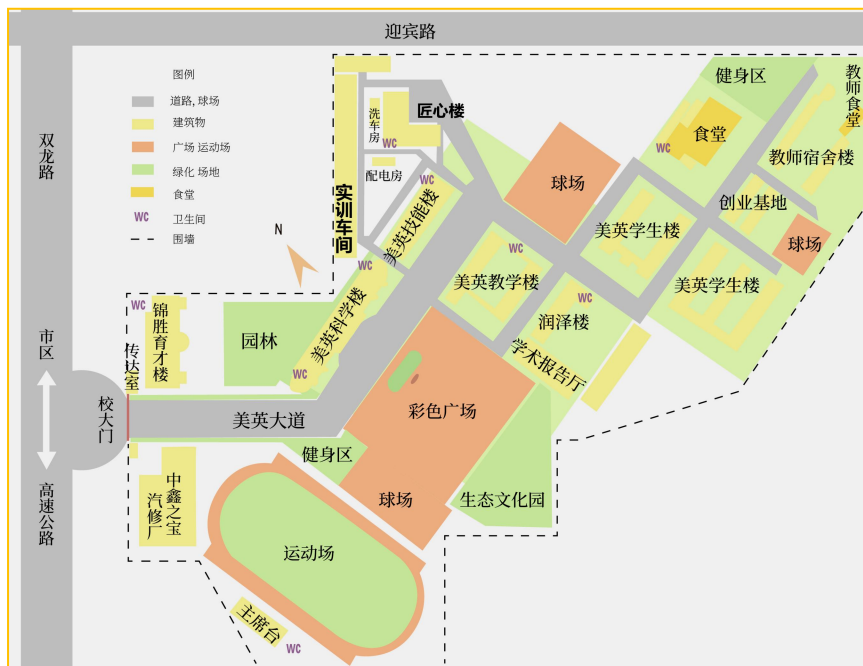 迎宾路
双龙路
市区
高速公路
图例
道路, 球场
建筑物
广场 运动场
绿化 场地
食堂
WC
卫生间
围墙
N
实训车间
洗车房
匠心楼
WC
配电房
WC
美英技能楼
WC
美英科学楼
WC
园林
WC
锦胜育才楼
传达室
校大门
美英大道
中鑫之宝
汽修厂
健身区
球场
彩色广场
运动场
主席台
WC
生态文化园
学术报告厅
润泽楼
WC
美英教学楼
WC
球场
美英学生楼
美英学生楼
球场
创业基地
教师宿舍楼
教师食堂
健身区
食堂
WC